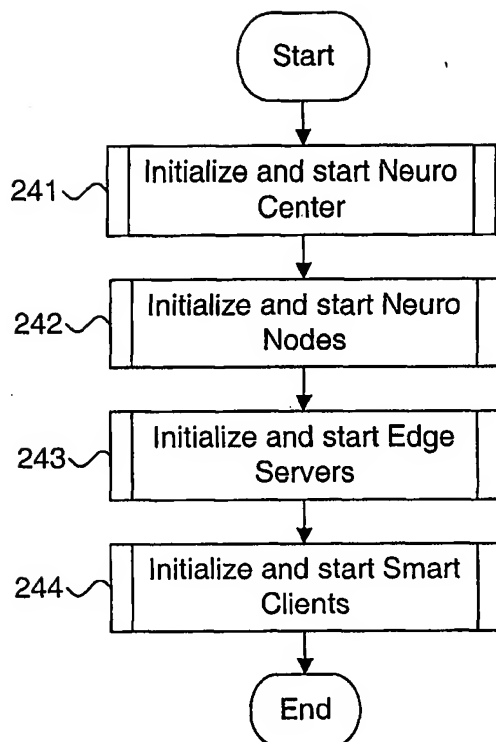 Start
241
Initialize and start Neuro
Center
242
Initialize and start Neuro
Nodes
243
Initialize and start Edge
Servers
244
Initialize and start Smart
Clients
End